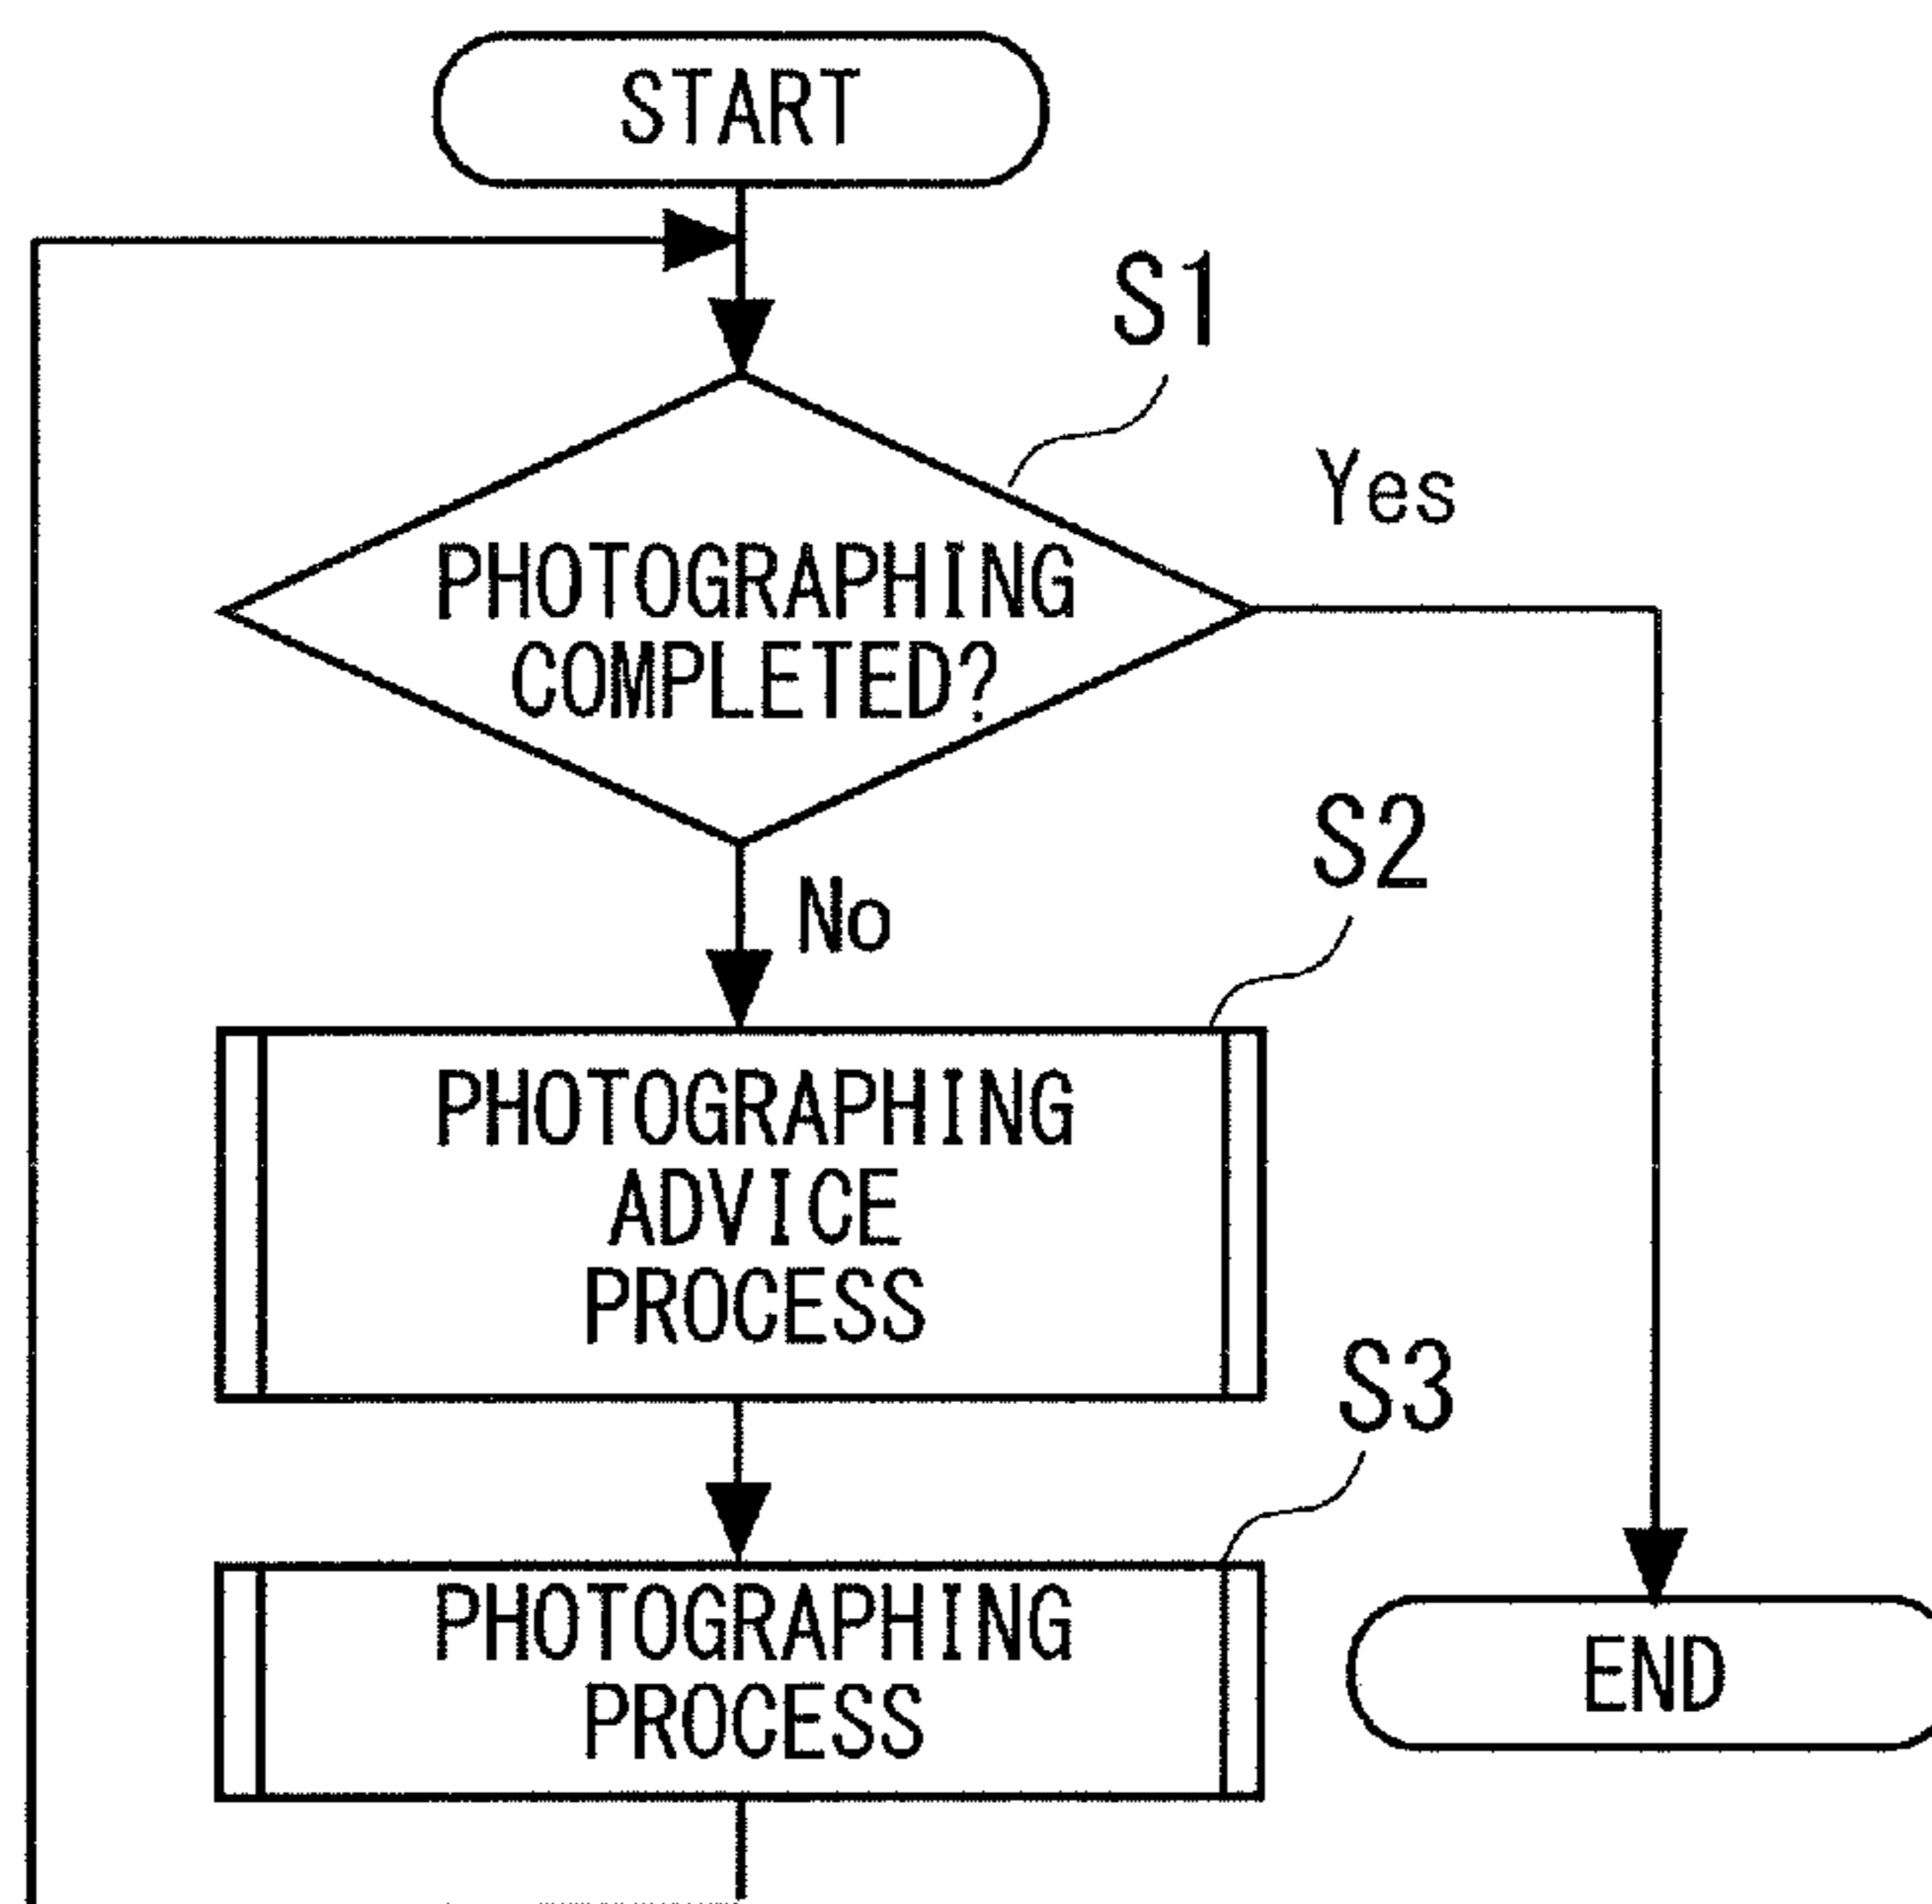 START
S1
Yes
PHOTOGRAPHING
COMPLETED?
S2
No
PHOTOGRAPHING
ADVICE
PROCESS
S3
PHOTOGRAPHING
PROCESS
END